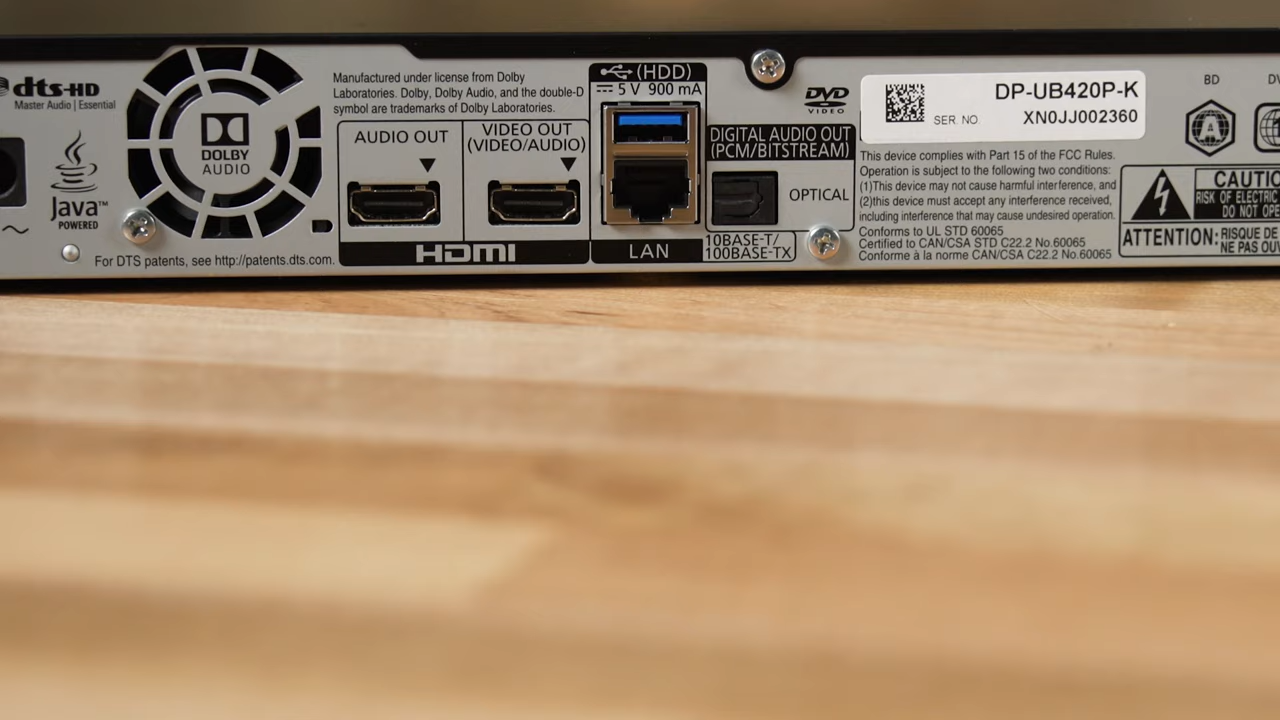 dts-HD
Master Audio | Essential
Java™
POWERED
DOLBY
AUDIO
For DTS patents, see http://patents.dts.com.
Manufactured under license from Dolby
Laboratories. Dolby, Dolby Audio, and the double-D
symbol are trademarks of Dolby Laboratories.
AUDIO OUT
VIDEO OUT
(VIDEO/AUDIO)
HDMI
(HDD)
5 V 900 mA
LAN
10BASE-T/
100BASE-TX
DVD
VIDEO
DIGITAL AUDIO OUT
(PCM/BITSTREAM)
OPTICAL
DP-UB420P-K
SER. NO. XN0JJ002360
This device complies with Part 15 of the FCC Rules.
Operation is subject to the following two conditions:
(1)This device may not cause harmful interference, and
(2)this device must accept any interference received,
including interference that may cause undesired operation.
Conforms to UL STD 60065
Certified to CAN/CSA STD C22.2 No.60065
Conforme à la norme CAN/CSA C22.2 No.60065
BD
A
CAUTIO
RISK OF ELECTRIC
DO NOT OPE
ATTENTION: RISQUE DE
NE PAS OU